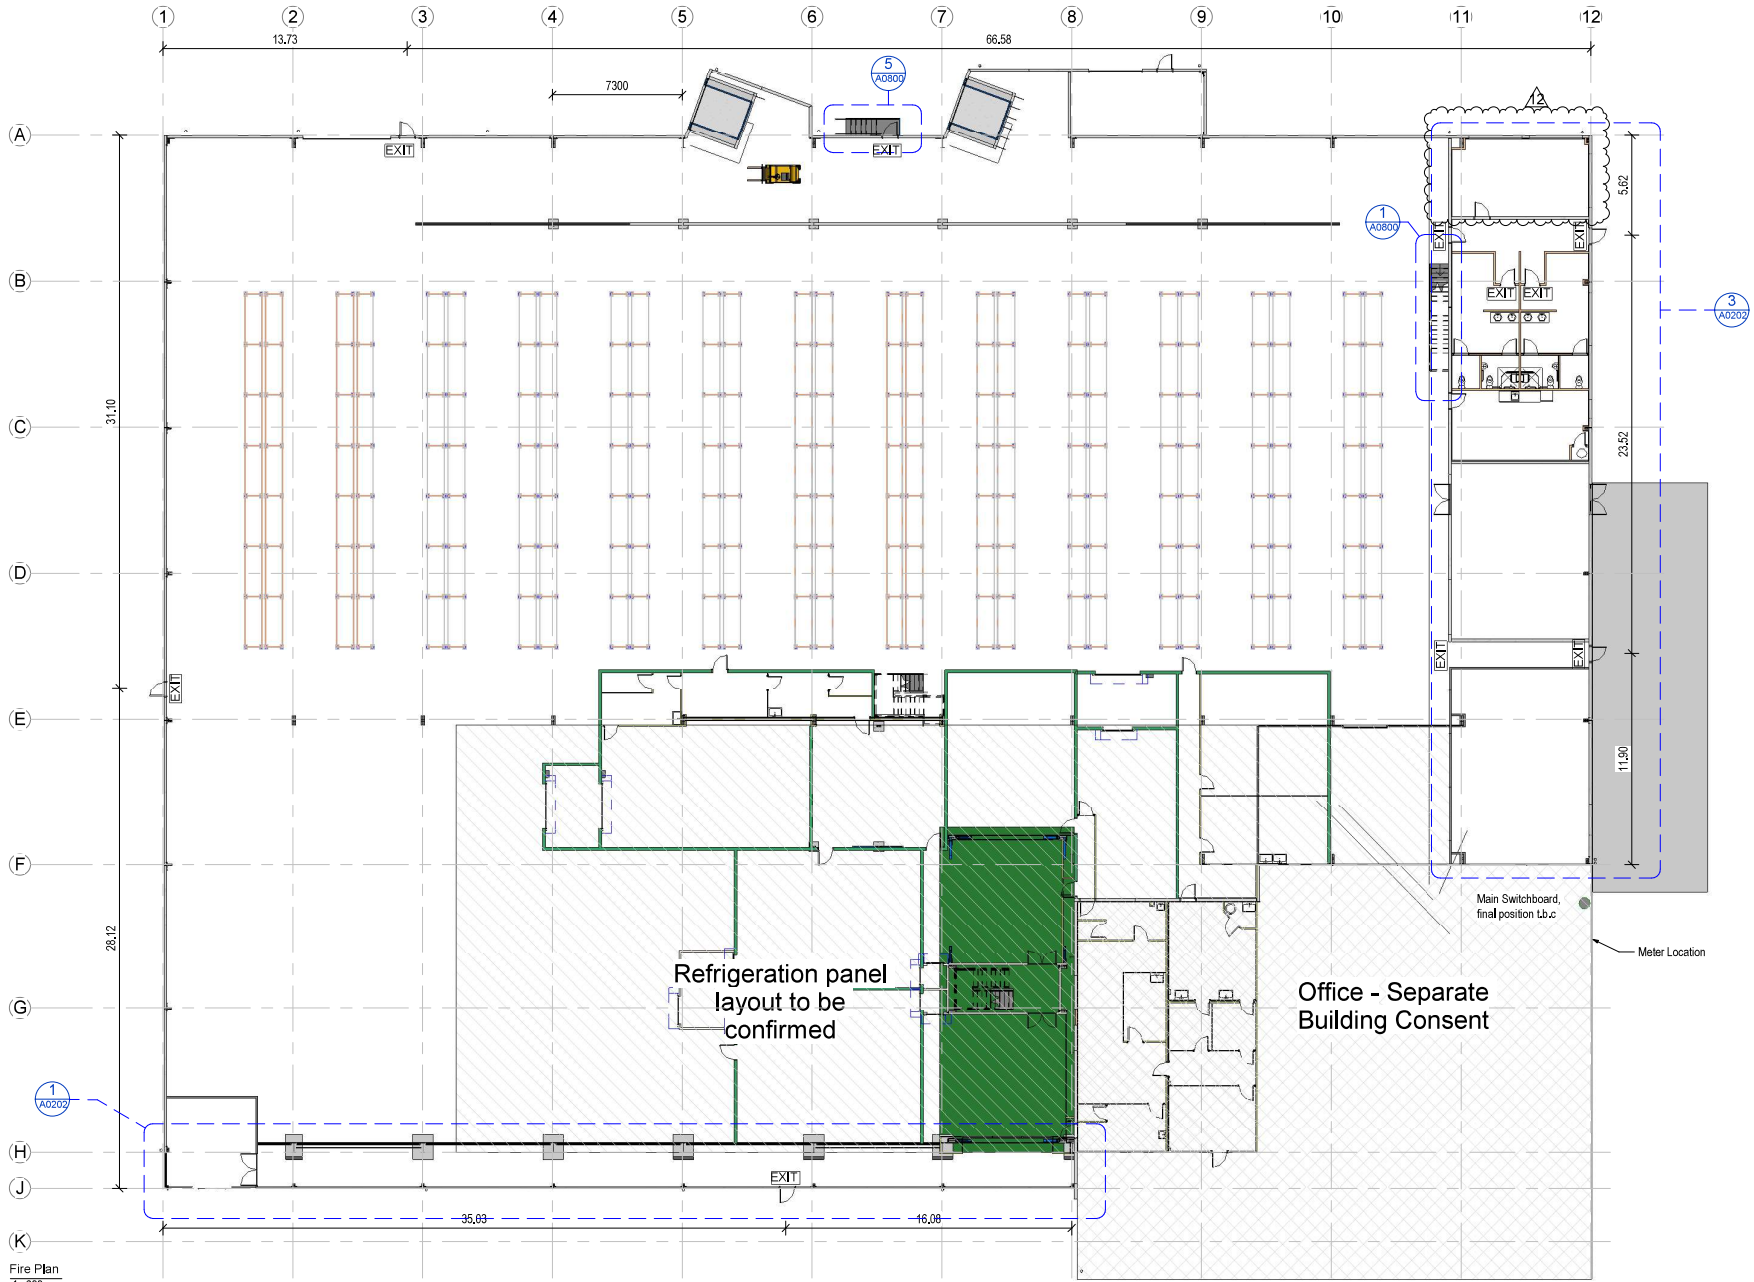 1 2 3 4 5 6 7 8 9 10 11 12
13.73
66.58
7300
5
A0800
12
A
EXIT
EXIT
5.62
1
A0800
EXIT
EXIT
B
EXIT
EXIT
3
A0202
31.10
C
23.52
D
EXIT
EXIT
EXIT
E
11.90
F
Main Switchboard,
final position t.b.c
28.12
Meter Location
Refrigeration panel
layout to be
confirmed
Office - Separate
Building Consent
G
1
A0202
H
EXIT
J
35.03
16.08
K
Fire Plan